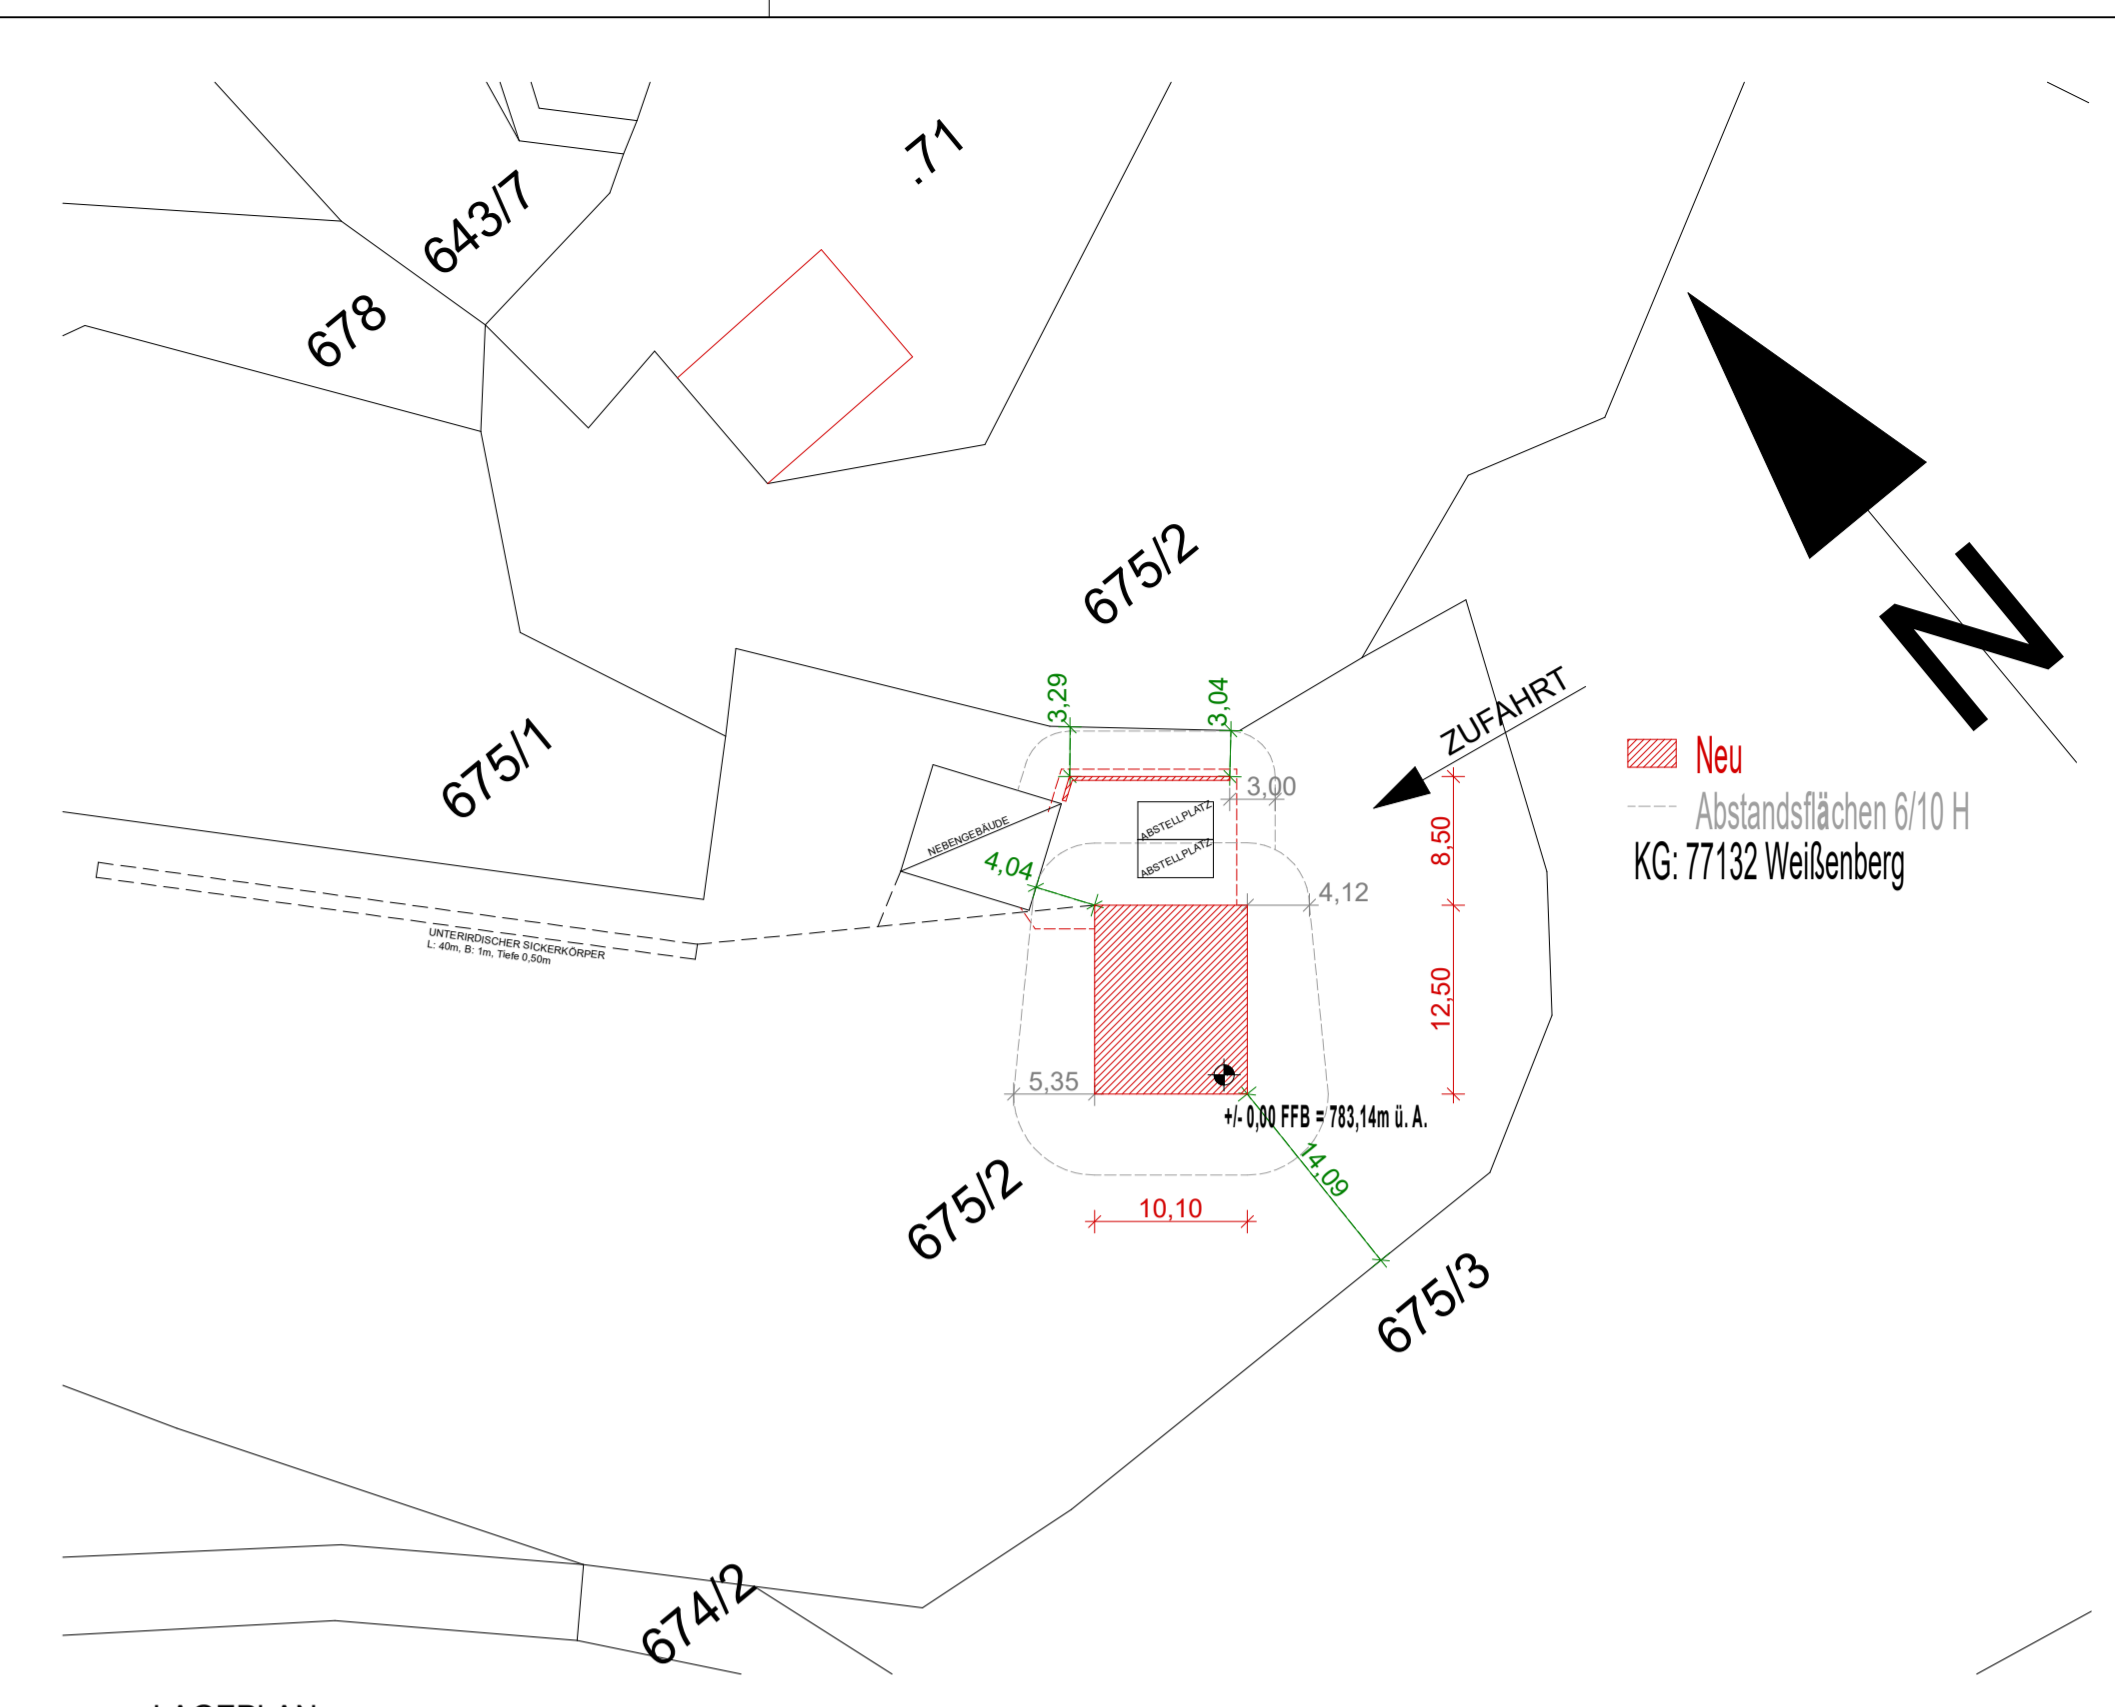 .71
643/7
678
675/2
N
3,29
3,04
ZUFAHRT
675/1
Neu
3,00
Abstandsflächen 6/10 H
ABSTELLPLATZ
NEBENGEBÄUDE
8,50
KG: 77132 Weißenberg
ABSTELLPLATZ
4,04
4,12
UNTERIRDISCHER SICKERKÖRPER
L: 40m, B: 1m, Tiefe 0,50m
12,50
5,35
+/- 0,00 FFB = 783,14m ü. A.
14,09
675/2
10,10
675/3
674/2
LAGEPLAN